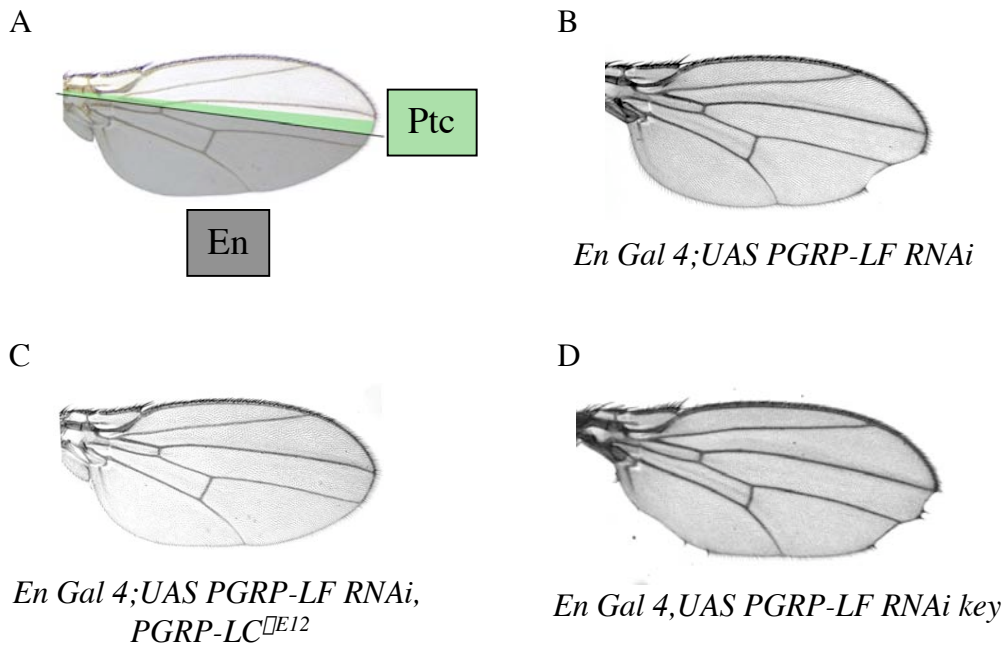 A
B
Ptc
En
En Gal 4;UAS PGRP-LF RNAi
C
D
En Gal 4;UAS PGRP-LF RNAi,
PGRP-LC▯E12
En Gal 4,UAS PGRP-LF RNAi key